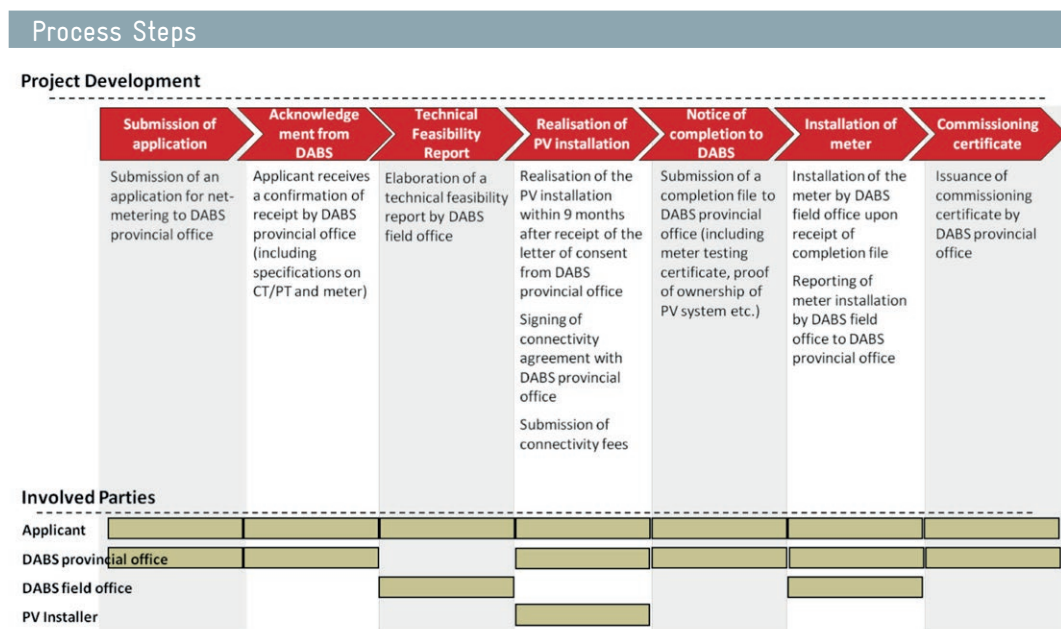 Process Steps
Project Development
Submission of
application
Acknowledge
ment from
DABS
Technical
Feasibility
Report
Realisation of
PV installation
Notice of
completion to
DABS
Installation of
meter
Commissioning
certificate
Submission of an
application for net-
metering to DABS
provincial office
Applicant receives
a confirmation of
receipt by DABS
provincial office
(including
specifications on
CT/PT and meter)
Elaboration of a
technical feasibility
report by DABS
field office
Realisation of the
PV installation
within 9 months
after receipt of the
letter of consent
from DABS
provincial office
Signing of
connectivity
agreement with
DABS provincial
office
Submission of
connectivity fees
Submission of a
completion file to
DABS provincial
office (including
meter testing
certificate, proof
of ownership of
PV system etc.)
Installation of the
meter by DABS
field office upon
receipt of
completion file
Reporting of
meter installation
by DABS field
office to DABS
provincial office
Issuance of
commissioning
certificate by
DABS provincial
office
Involved Parties
Applicant
DABS provincial office
DABS field office
PV Installer